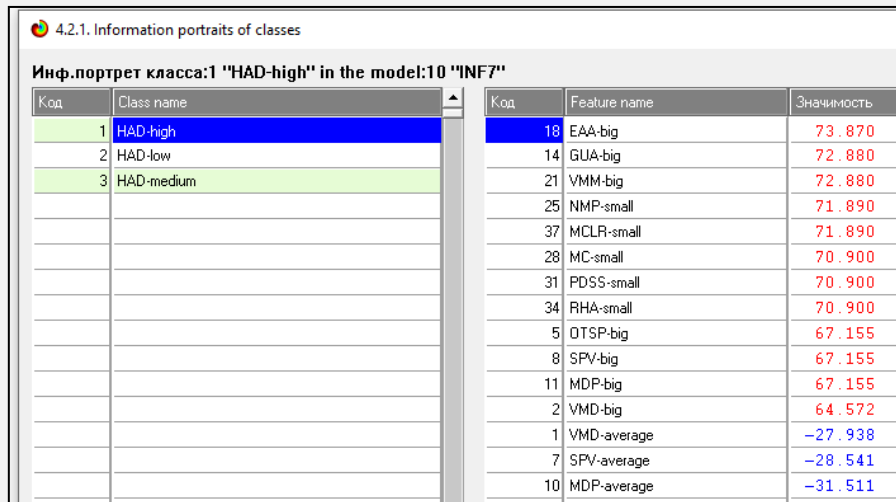 4.2.1. Information portraits of classes
Инф.портрет класса:1 "HAD-high" in the model:10 "INF7"
Код Class name
1 HAD-high
2 HAD-low
3 HAD-medium
Код Feature name Значимость
18 EAA-big 73.870
14 GUA-big 72.880
21 VMM-big 72.880
25 NMP-small 71.890
37 MCLR-small 71.890
28 MC-small 70.900
31 PDSS-small 70.900
34 RHA-small 70.900
5 OTSP-big 67.155
8 SPV-big 67.155
11 MDP-big 67.155
2 VMD-big 64.572
1 VMD-average -27.938
7 SPV-average -28.541
10 MDP-average -31.511